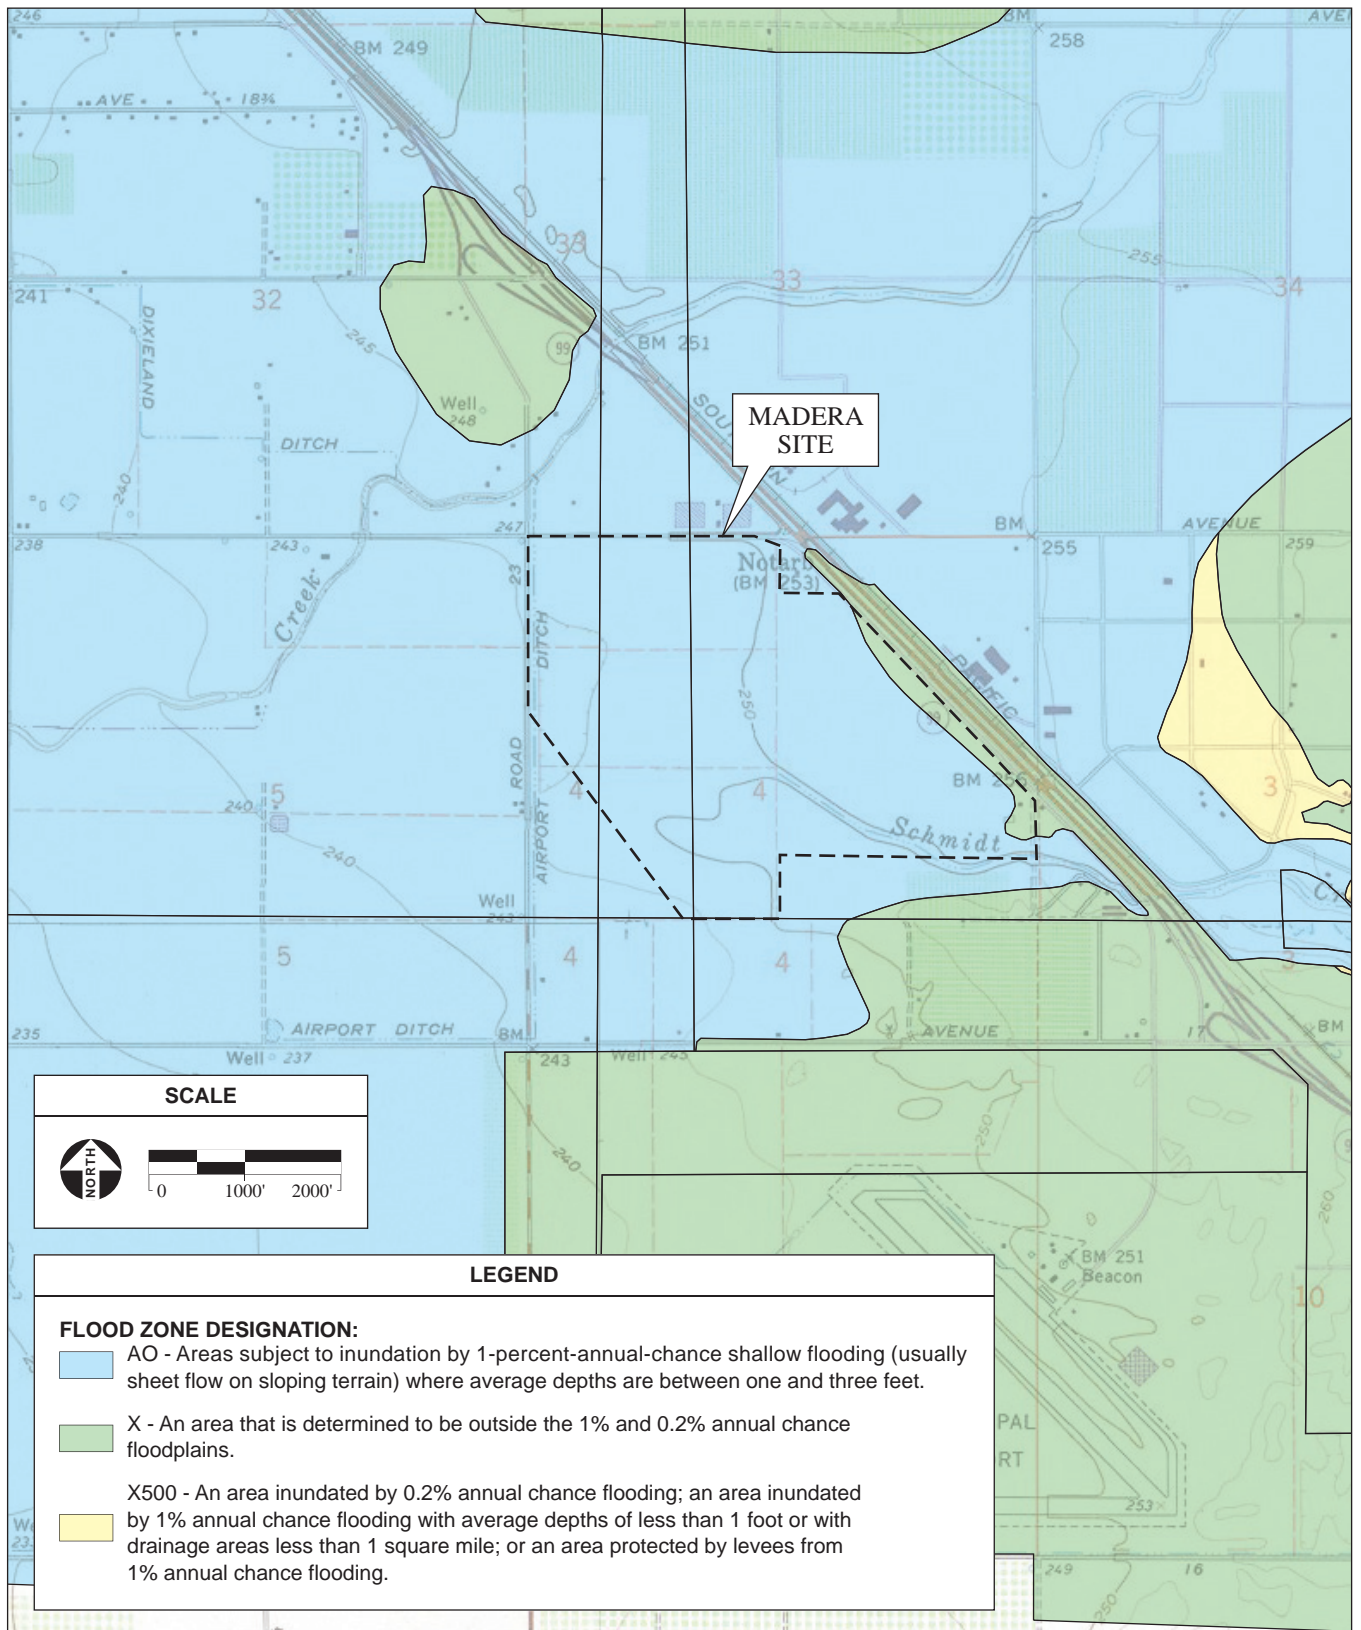 246
BM 249
BM
258
AVE
AVE 18¾
33
33
34
241
32
255
DIXIELAND
245
99
BM 251
SOU
Well
248
MADERA
SITE
DITCH
N
240
247
BM
AVENUE
238
243
255
259
Notarb
(BM 253)
23
Creek
DITCH
250
PACIFIC
99
ROAD
BM 256
5
4
4
3
240
AIRPORT
Schmidt
240
Well
243
Cr
5
4
4
3
235
AIRPORT DITCH
BM
AVENUE
17
BM
Well 237
243
Well 245
SCALE
NORTH
0 1000' 2000'
240
250
260
BM 251
Beacon
10
LEGEND
FLOOD ZONE DESIGNATION:
AO - Areas subject to inundation by 1-percent-annual-chance shallow flooding (usually
sheet flow on sloping terrain) where average depths are between one and three feet.
X - An area that is determined to be outside the 1% and 0.2% annual chance
floodplains.
PAL
RT
X500 - An area inundated by 0.2% annual chance flooding; an area inundated
by 1% annual chance flooding with average depths of less than 1 foot or with
drainage areas less than 1 square mile; or an area protected by levees from
1% annual chance flooding.
253
249
16
250